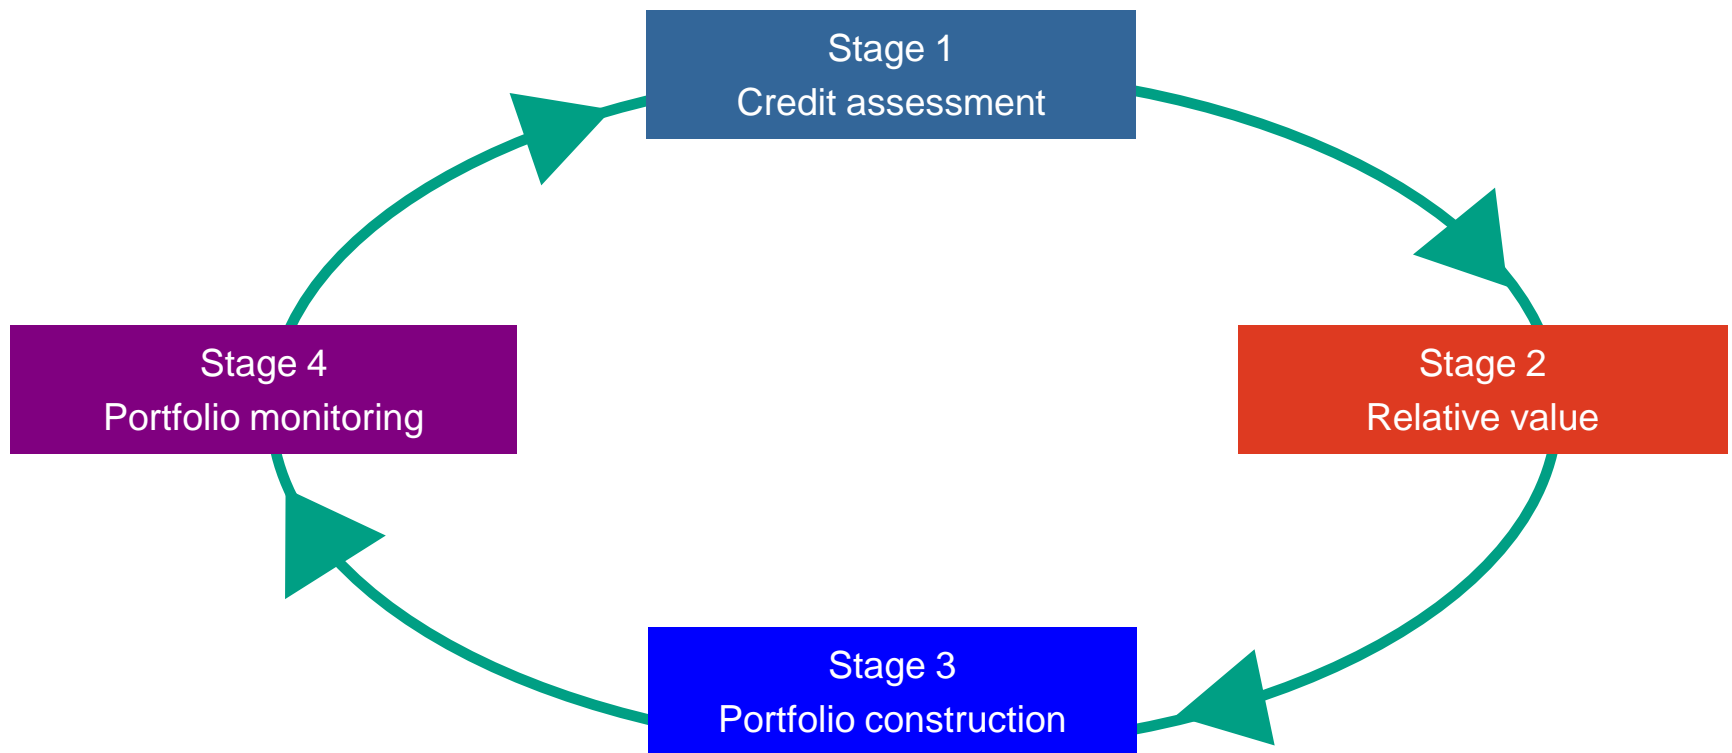 Stage 1
Credit assessment
Stage 2
Relative value
Stage 3
Portfolio construction
Stage 4
Portfolio monitoring